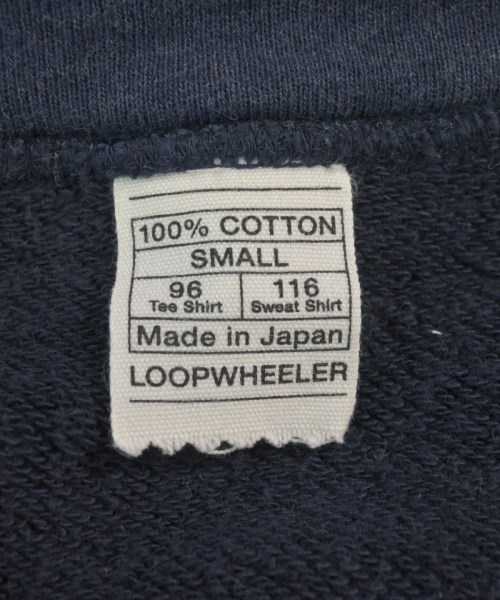 100% COTTON
SMALL
96 116
Tee Shirt Sweat Shirt
Made in Japan
LOOPWHEELER